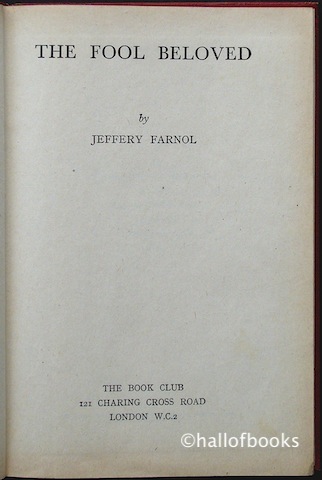 THE FOOL BELOVED
by
JEFFERY FARNOL
THE BOOK CLUB
121 CHARING CROSS ROAD
LONDON W.C.2
©hallofbooks